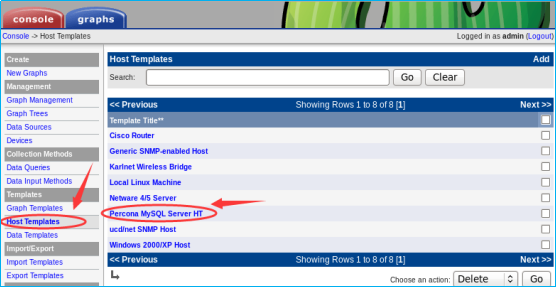 console graphs
Console -> Host Templates
Logged in as admin (Logout)
Create
New Graphs
Management
Graph Management
Graph Trees
Data Sources
Devices
Collection Methods
Data Queries
Data Input Methods
Templates
Graph Templates
Host Templates
Data Templates
Import/Export
Import Templates
Export Templates
Host Templates Add
Search: Go Clear
<< Previous Showing Rows 1 to 8 of 8 [1] Next >>
Template Title**
Cisco Router
Generic SNMP-enabled Host
Karlnet Wireless Bridge
Local Linux Machine
Netware 4/5 Server
Percona MySQL Server HT
ucd/net SNMP Host
Windows 2000/XP Host
<< Previous Showing Rows 1 to 8 of 8 [1] Next >>
Choose an action: Delete Go